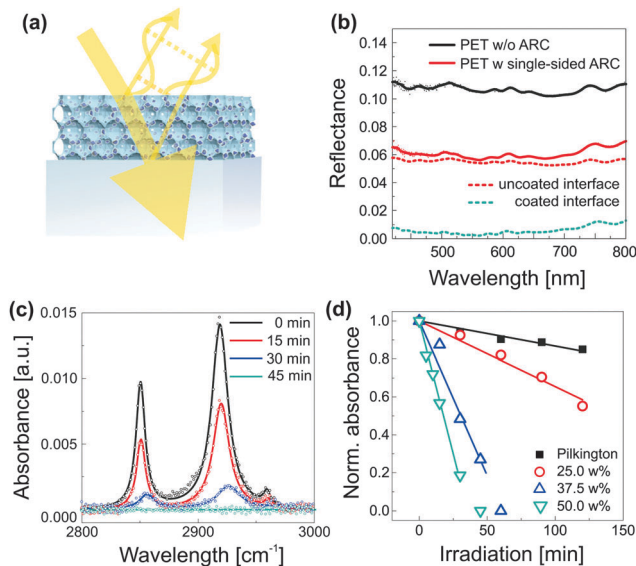 (a)
(b)
PET w/o ARC
PET w single-sided ARC
uncoated interface
coated interface
0.14
0.12
0.10
0.08
0.06
0.04
0.02
0.00
Reflectance
500
600
700
800
Wavelength [nm]
(c)
0 min
15 min
30 min
45 min
0.015
0.010
0.005
0.000
Absorbance [a.u.]
2800
2900
3000
Wavelength [cm-1]
(d)
1.0
0.8
0.6
0.4
0.2
0.0
Norm. absorbance
Pilkington
25.0 w%
37.5 w%
50.0 w%
0
50
100
150
Irradiation [min]